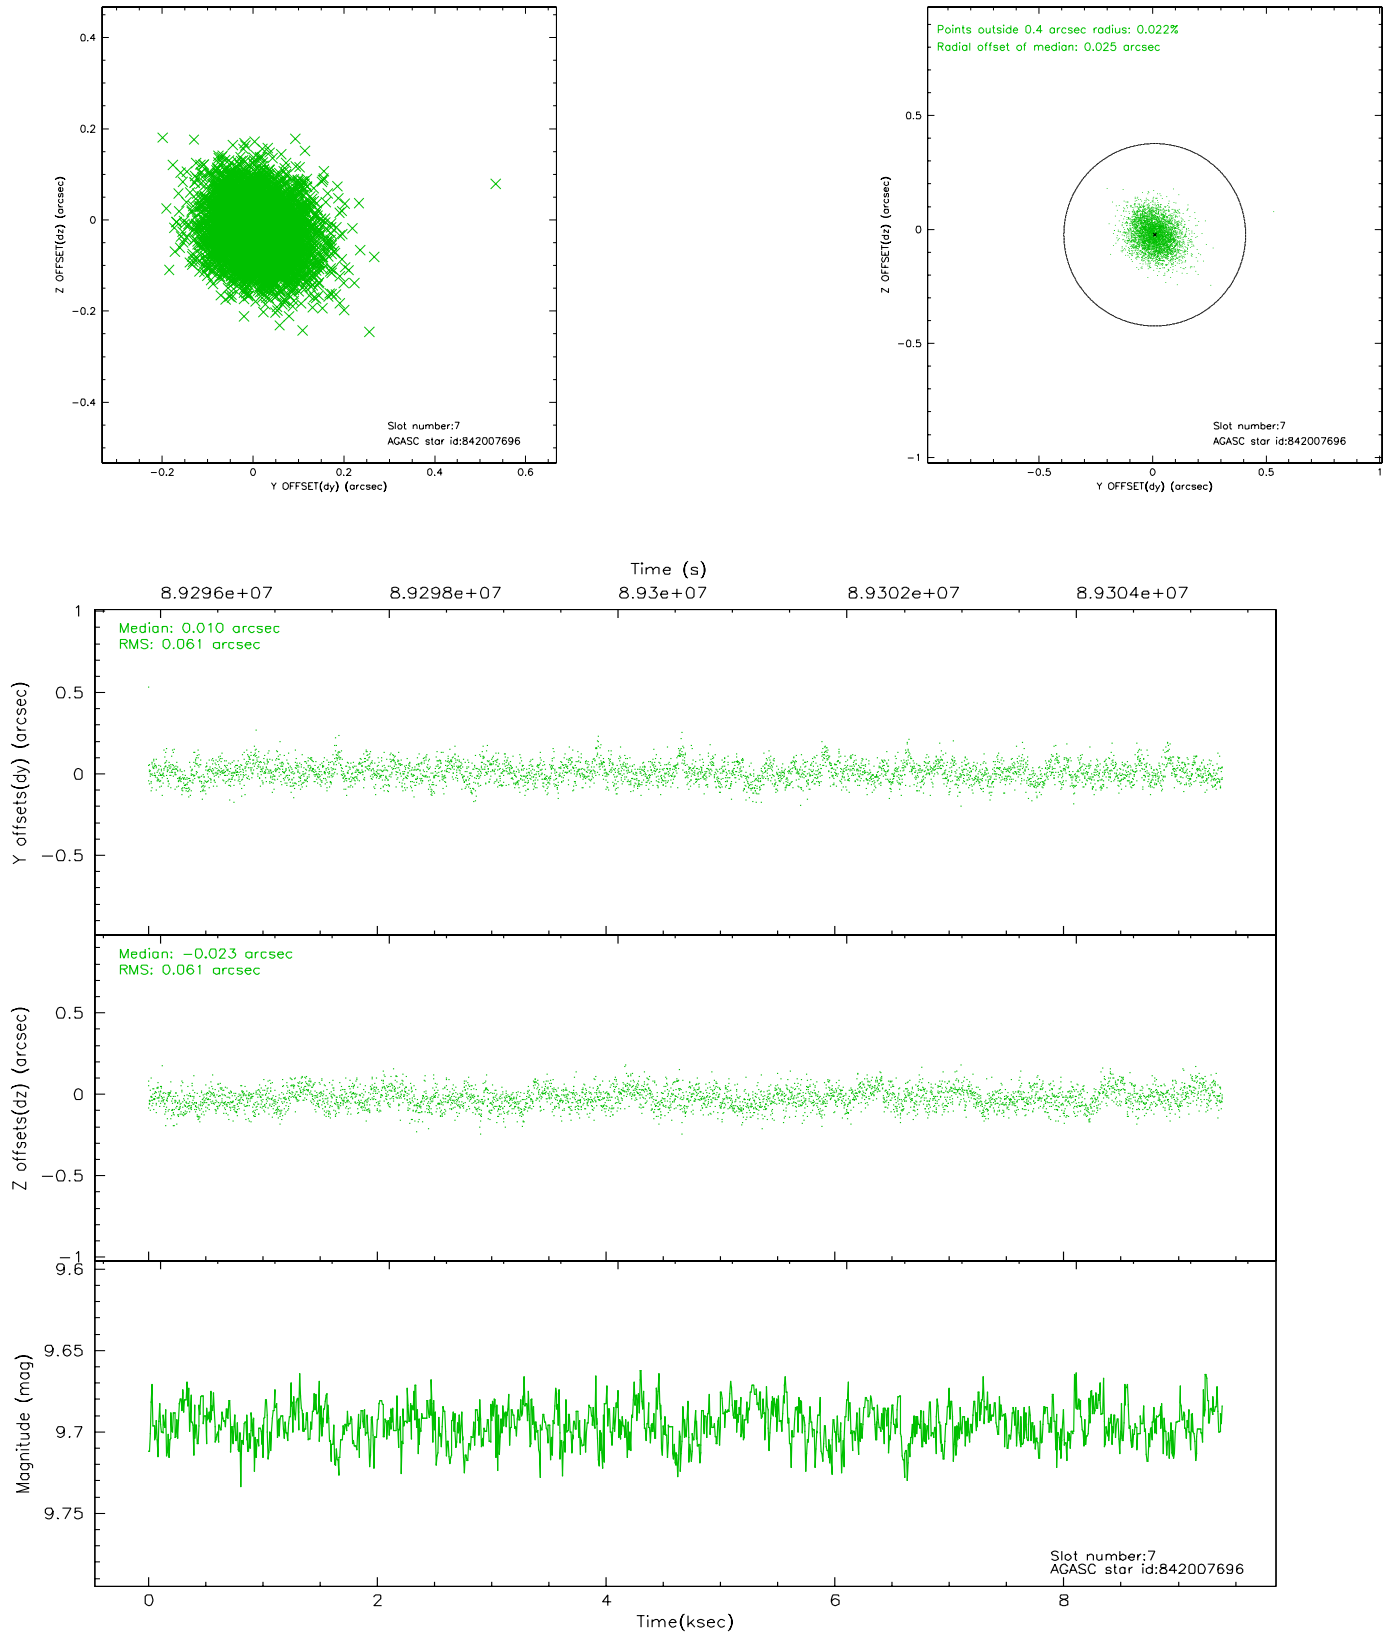 0.4
0.2
0
−0.2
−0.4
Z OFFSET(dz) (arcsec)
Slot number:7
AGASC star id:842007696
−0.2 0 0.2 0.4 0.6
Y OFFSET(dy) (arcsec)
Points outside 0.4 arcsec radius: 0.022%
Radial offset of median: 0.025 arcsec
0.5
0
−0.5
−1
Z OFFSET(dz) (arcsec)
Slot number:7
AGASC star id:842007696
−0.5 0 0.5 1
Y OFFSET(dy) (arcsec)
Time (s)
8.9296e+07 8.9298e+07 8.93e+07 8.9302e+07 8.9304e+07
Median: 0.010 arcsec
RMS: 0.061 arcsec
1
0.5
0
−0.5
Y offsets(dy) (arcsec)
Median: −0.023 arcsec
RMS: 0.061 arcsec
0.5
0
−0.5
−1
Z offsets(dz) (arcsec)
9.6
9.65
9.7
9.75
Magnitude (mag)
Slot number:7
AGASC star id:842007696
0 2 4 6 8
Time(ksec)